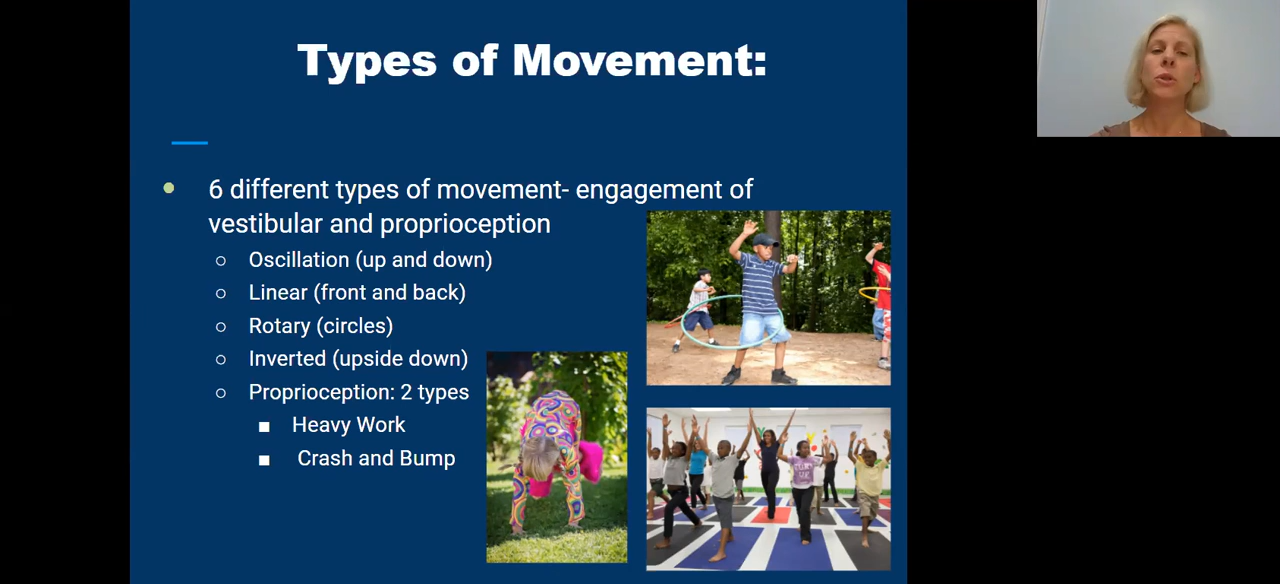 Types of Movement:
6 different types of movement- engagement of
vestibular and proprioception
Oscillation (up and down)
Linear (front and back)
Rotary (circles)
Inverted (upside down)
Proprioception: 2 types
Heavy Work
Crash and Bump